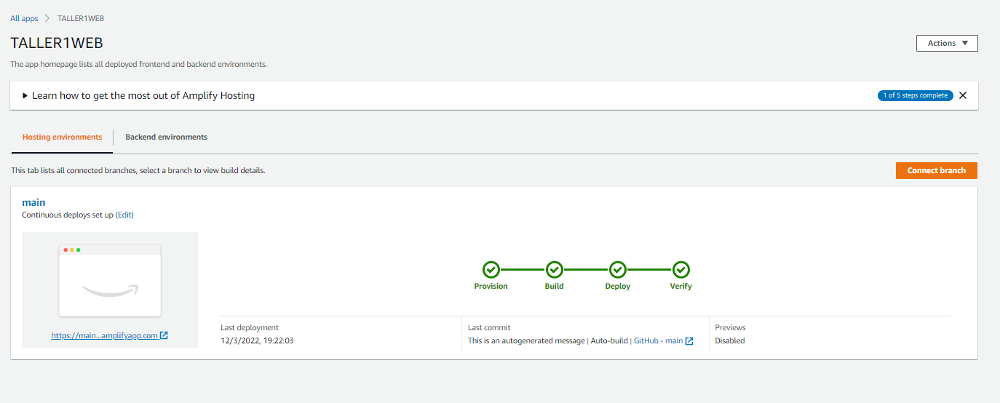 All apps > TALLER1WEB
TALLER1WEB
Actions
The app homepage lists all deployed frontend and backend environments.
Learn how to get the most out of Amplify Hosting
1 of 5 steps complete
Hosting environments
Backend environments
This tab lists all connected branches, select a branch to view build details.
Connect branch
main
Continuous deploys set up (Edit)
Provision
Build
Deploy
Verify
https://main...amplifyapp.com
Last deployment
12/3/2022, 19:22:03
Last commit
This is an autogenerated message | Auto-build | GitHub - main
Previews
Disabled